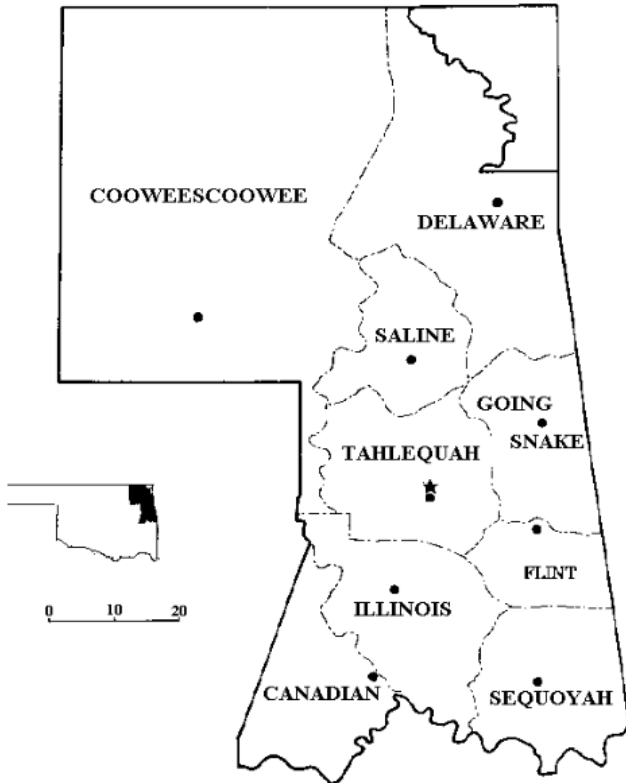 COOWEESCOOWEE
DELAWARE
SALINE
GOING
SNAKE
TAHLEQUAH
FLINT
ILLINOIS
CANADIAN
SEQUOYAH
0 10 20